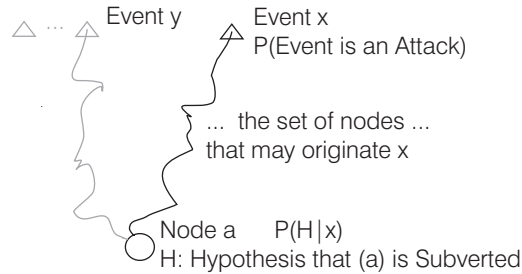 ... Event y
Event x
P(Event is an Attack)
... the set of nodes ...
that may originate x
Node a P(H|x)
H: Hypothesis that (a) is Subverted